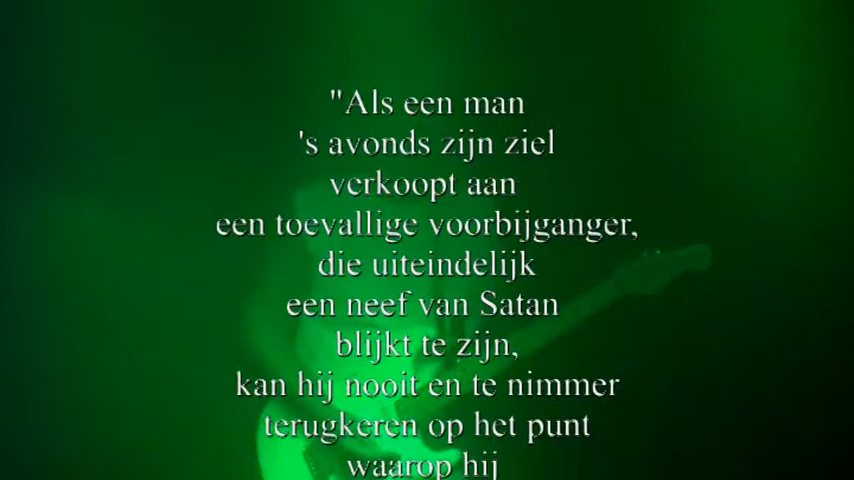 "Als een man
's avonds zijn ziel
verkoopt aan
een toevallige voorbijganger,
die uiteindelijk
een neef van Satan
blijkt te zijn,
kan hij nooit en te nimmer
terugkeren op het punt
waarop hij